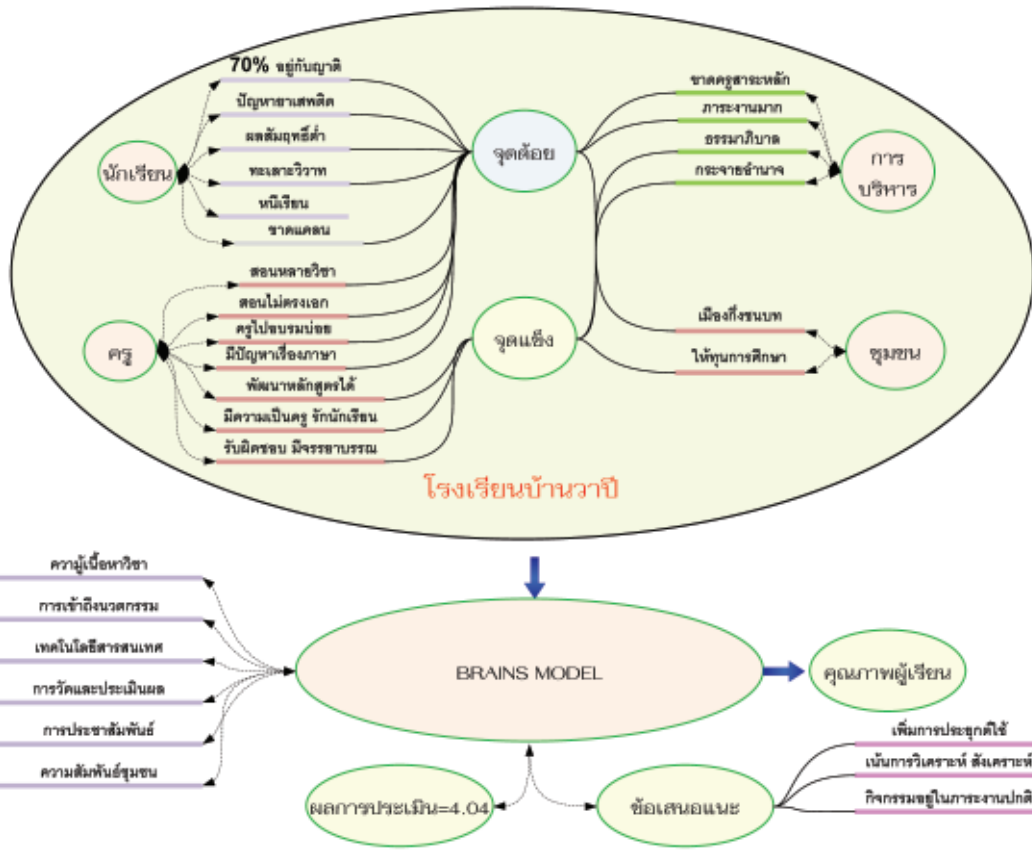 70% อยู่กับญาติ
ปัญหายาเสพติด
ผลสัมฤทธิ์ต่ำ
ทะเลาะวิวาท
หนีเรียน
ขาดแคลน
นักเรียน
จุดด้อย
ขาดครูสาระหลัก
ภาระงานมาก
ธรรมาภิบาล
กระจายอำนาจ
การ
บริหาร
สอนหลายวิชา
สอนไม่ตรงเอก
ครูไปอบรมบ่อย
มีปัญหาเรื่องภาษา
พัฒนาหลักสูตรได้
มีความเป็นครู รักนักเรียน
รับผิดชอบ มีจรรยาบรรณ
ครู
จุดแข็ง
เมืองกึ่งชนบท
ให้ทุนการศึกษา
ชุมชน
โรงเรียนบ้านวาปี
ความู้เนื้อหาวิชา
การเข้าถึงนวตกรรม
เทคโนโลยีสารสนเทศ
การวัดและประเมินผล
การประชาสัมพันธ์
ความสัมพันธ์ชุมชน
BRAINS MODEL
คุณภาพผู้เรียน
ผลการประเมิน=4.04
ข้อเสนอแนะ
เพิ่มการประยุกต์ใช้
เน้นการวิเคราะห์ สังเคราะห์
กิจกรรมอยู่ในภาระงานปกติ